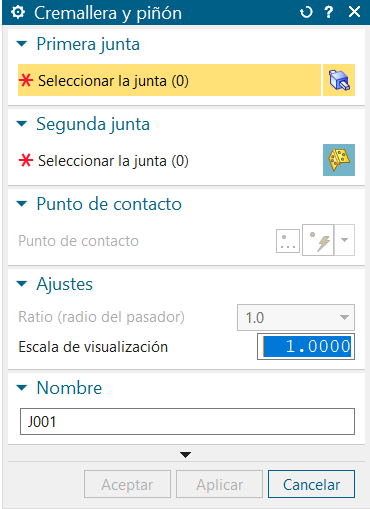 Cremallera y piñón
Primera junta
* Seleccionar la junta (0)
Segunda junta
* Seleccionar la junta (0)
Punto de contacto
Punto de contacto
Ajustes
Ratio (radio del pasador) 1.0
Escala de visualización 1.0000
Nombre
J001
Aceptar Aplicar Cancelar